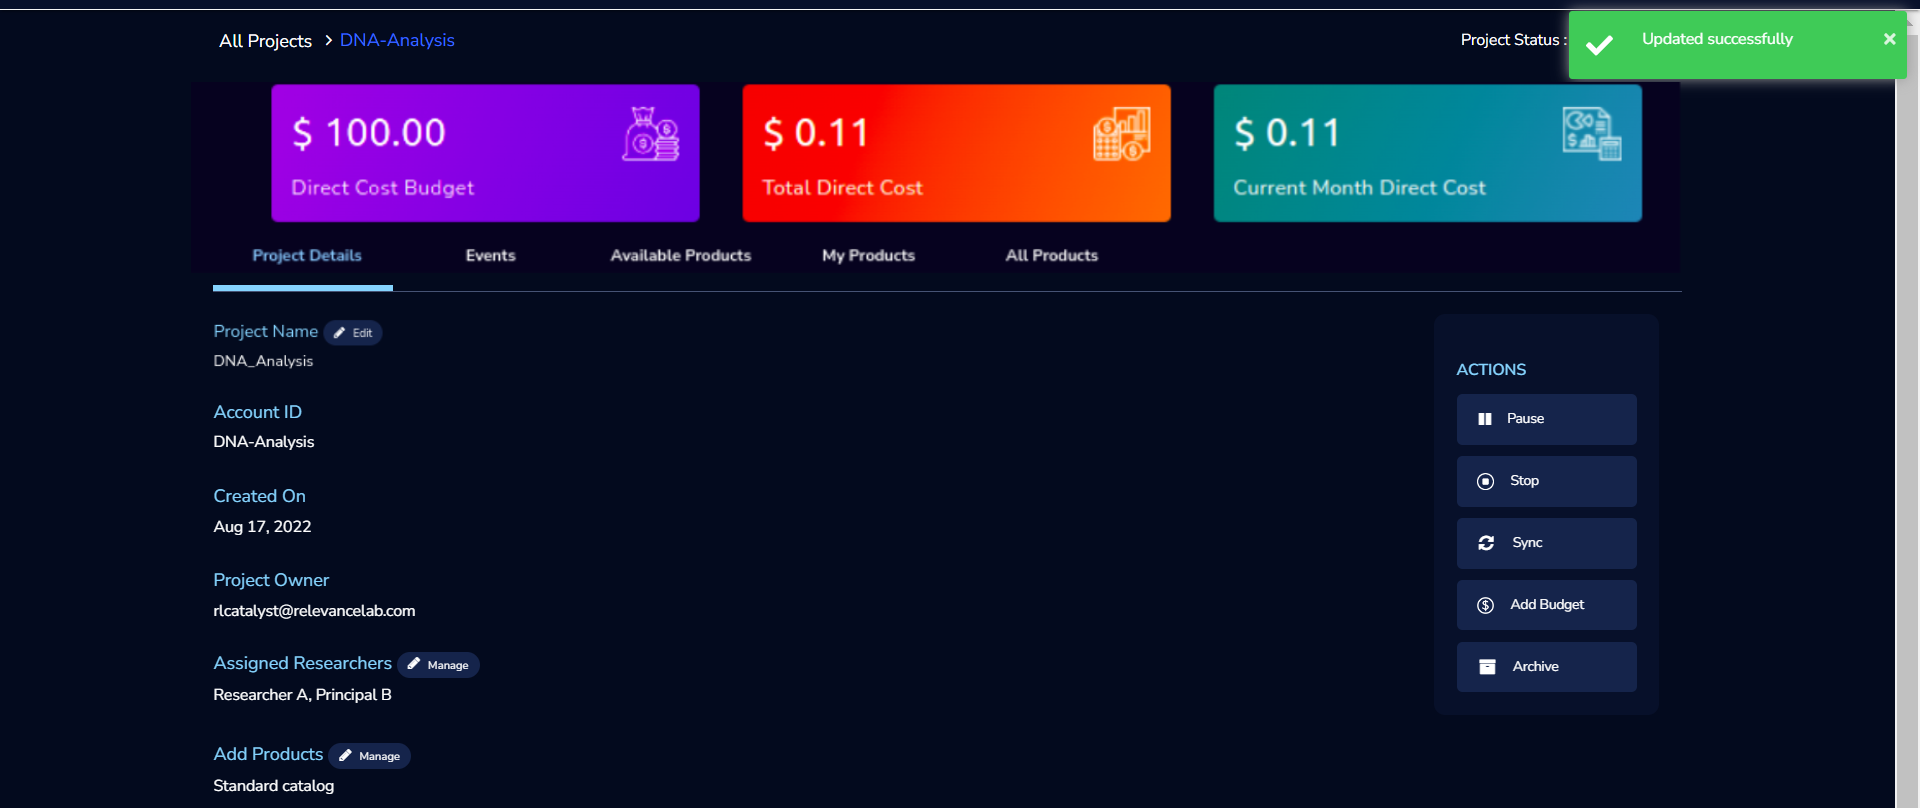 All Projects > DNA-Analysis
Project Status :
Updated successfully ×
$ 100.00
Direct Cost Budget
$ 0.11
Total Direct Cost
$ 0.11
Current Month Direct Cost
Project Details
Events
Available Products
My Products
All Products
Project Name
Edit
DNA_Analysis
Account ID
DNA-Analysis
Created On
Aug 17, 2022
Project Owner
rlcatalyst@relevancelab.com
Assigned Researchers
Manage
Researcher A, Principal B
Add Products
Manage
Standard catalog
ACTIONS
Pause
Stop
Sync
Add Budget
Archive